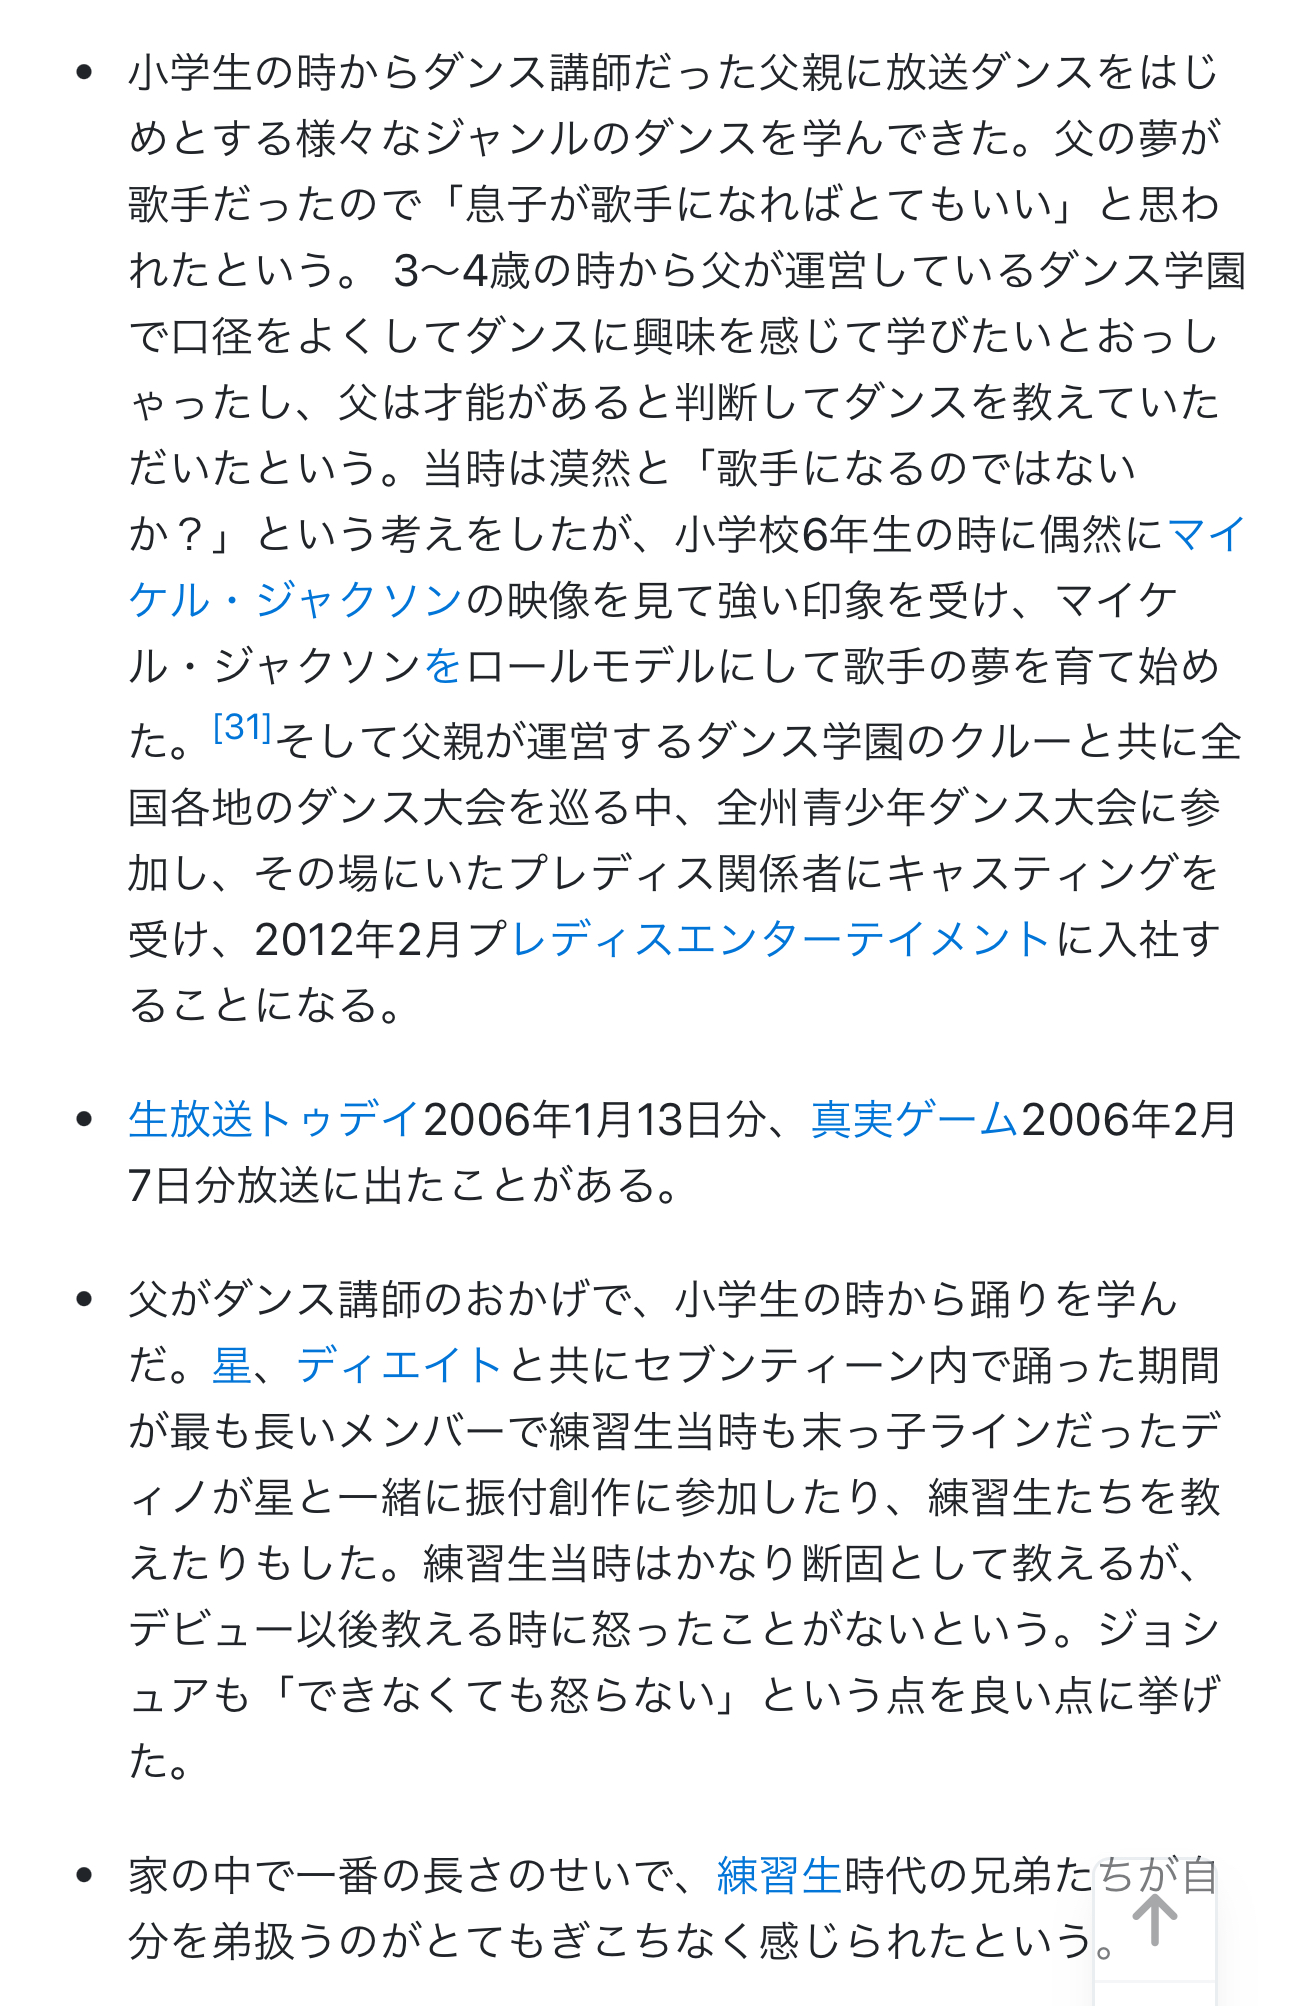 • 小学生の時からダンス講師だった父親に放送ダンスをはじ
めとする様々なジャンルのダンスを学んできた。父の夢が
歌手だったので「息子が歌手になればとてもいい」と思わ
れたという。 3〜4歳の時から父が運営しているダンス学園
で口径をよくしてダンスに興味を感じて学びたいとおっし
ゃったし、父は才能があると判断してダンスを教えていた
だいたという。当時は漠然と「歌手になるのではない
か？」という考えをしたが、小学校6年生の時に偶然にマイ
ケル・ジャクソンの映像を見て強い印象を受け、マイケ
ル・ジャクソンをロールモデルにして歌手の夢を育て始め
た。[31]そして父親が運営するダンス学園のクルーと共に全
国各地のダンス大会を巡る中、全州青少年ダンス大会に参
加し、その場にいたプレディス関係者にキャスティングを
受け、2012年2月プレディスエンターテイメントに入社す
ることになる。
• 生放送トゥデイ2006年1月13日分、真実ゲーム2006年2月
7日分放送に出たことがある。
• 父がダンス講師のおかげで、小学生の時から踊りを学ん
だ。星、ディエイトと共にセブンティーン内で踊った期間
が最も長いメンバーで練習生当時も末っ子ラインだったデ
ィノが星と一緒に振付創作に参加したり、練習生たちを教
えたりもした。練習生当時はかなり断固として教えるが、
デビュー以後教える時に怒ったことがないという。ジョシ
ュアも「できなくても怒らない」という点を良い点に挙げ
た。
• 家の中で一番の長さのせいで、練習生時代の兄弟たちが自
分を弟扱うのがとてもぎこちなく感じられたという。